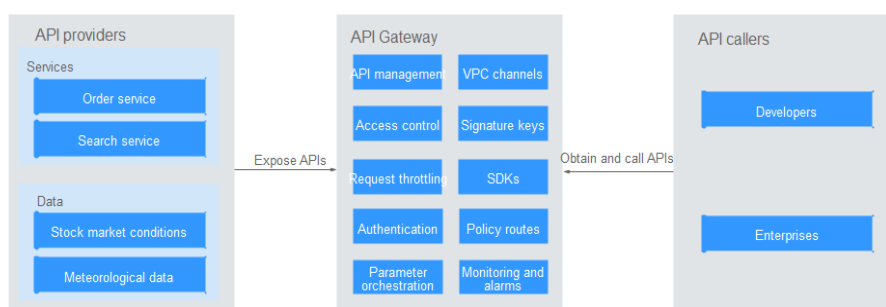 API providers
Services
Order service
Search service
Data
Stock market conditions
Meteorological data
Expose APIs
API Gateway
API management
VPC channels
Access control
Signature keys
Request throttling
SDKs
Authentication
Policy routes
Parameter
orchestration
Monitoring and
alarms
Obtain and call APIs
API callers
Developers
Enterprises